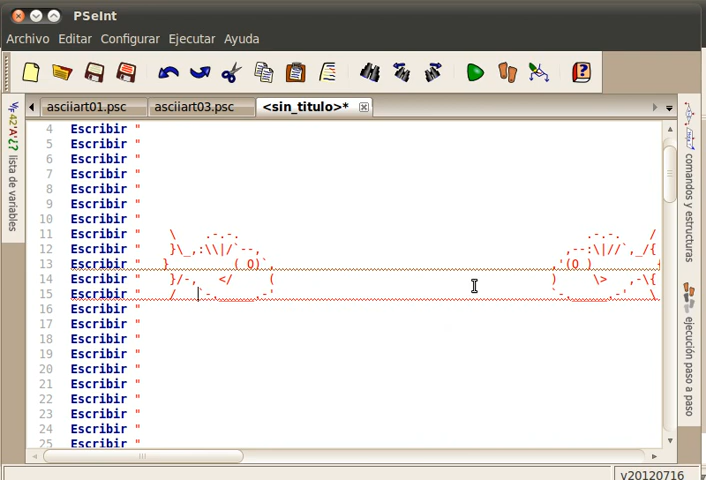 PSeInt
Archivo Editar Configurar Ejecutar Ayuda
asciiart01.psc asciiart03.psc <sin_titulo>*
lista de variables
4 Escribir "
5 Escribir "
6 Escribir "
7 Escribir "
8 Escribir "
9 Escribir "
10 Escribir "
11 Escribir "    \    .-.-.                                                 .-.-.    /
12 Escribir "    }\_,:\\|/`--,                                           ,--:\|//`,_/{
13 Escribir "   }         ( O)`,                                       ,'(O )         {
14 Escribir "    }/-,   </     (                                       )     \>   ,-\{
15 Escribir "    /   `-._____.-'                                       `-._____.-'   \
16 Escribir "
17 Escribir "
18 Escribir "
19 Escribir "
20 Escribir "
21 Escribir "
22 Escribir "
23 Escribir "
24 Escribir "
25 Escribir "
comandos y estructuras
ejecución paso a paso
v20120716